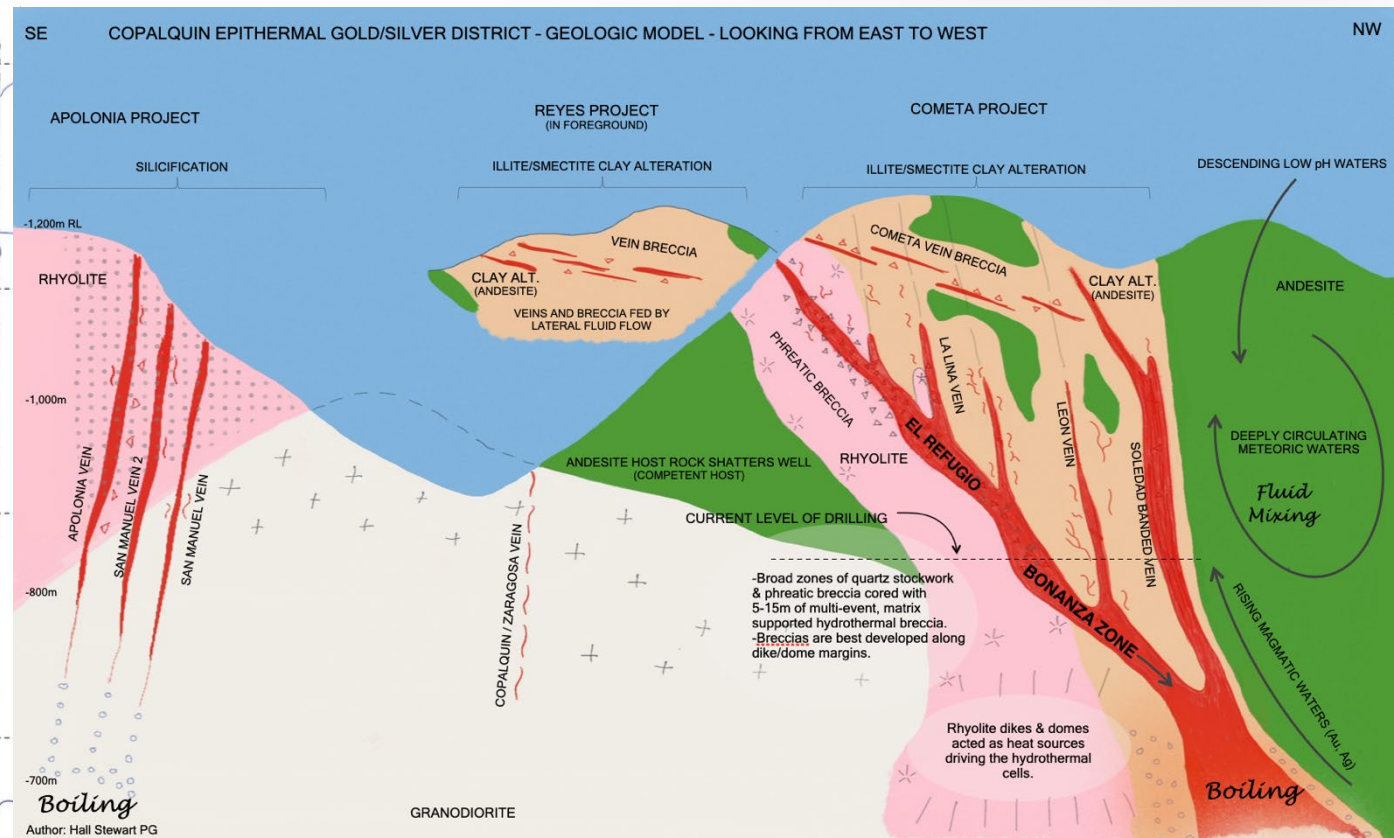 SE
COPALQUIN EPITHERMAL GOLD/SILVER DISTRICT - GEOLOGIC MODEL - LOOKING FROM EAST TO WEST
NW
APOLONIA PROJECT
REYES PROJECT
(IN FOREGROUND)
COMETA PROJECT
SILICIFICATION
ILLITE/SMECTITE CLAY ALTERATION
ILLITE/SMECTITE CLAY ALTERATION
DESCENDING LOW pH WATERS
-1,200m RL
RHYOLITE
VEIN BRECCIA
CLAY ALT.
(ANDESITE)
VEINS AND BRECCIA FED BY
LATERAL FLUID FLOW
COMETA VEIN BRECCIA
CLAY ALT.
(ANDESITE)
ANDESITE
PHREATIC BRECCIA
LA LINA VEIN
-1,000m
EL REFUGIO
LEON VEIN
SOLEDAD BANDED VEIN
DEEPLY CIRCULATING
METEORIC WATERS
Fluid
Mixing
APOLONIA VEIN
SAN MANUEL VEIN 2
SAN MANUEL VEIN
ANDESITE HOST ROCK SHATTERS WELL
(COMPETENT HOST)
RHYOLITE
COPALQUIN / ZARAGOSA VEIN
CURRENT LEVEL OF DRILLING
-800m
-Broad zones of quartz stockwork
& phreatic breccia cored with
5-15m of multi-event, matrix
supported hydrothermal breccia.
-Breccias are best developed along
dike/dome margins.
BONANZA ZONE
RISING MAGMATIC WATERS (Au, Ag)
Rhyolite dikes & domes
acted as heat sources
driving the hydrothermal
cells.
-700m
Boiling
Boiling
GRANODIORITE
Author: Hall Stewart PG